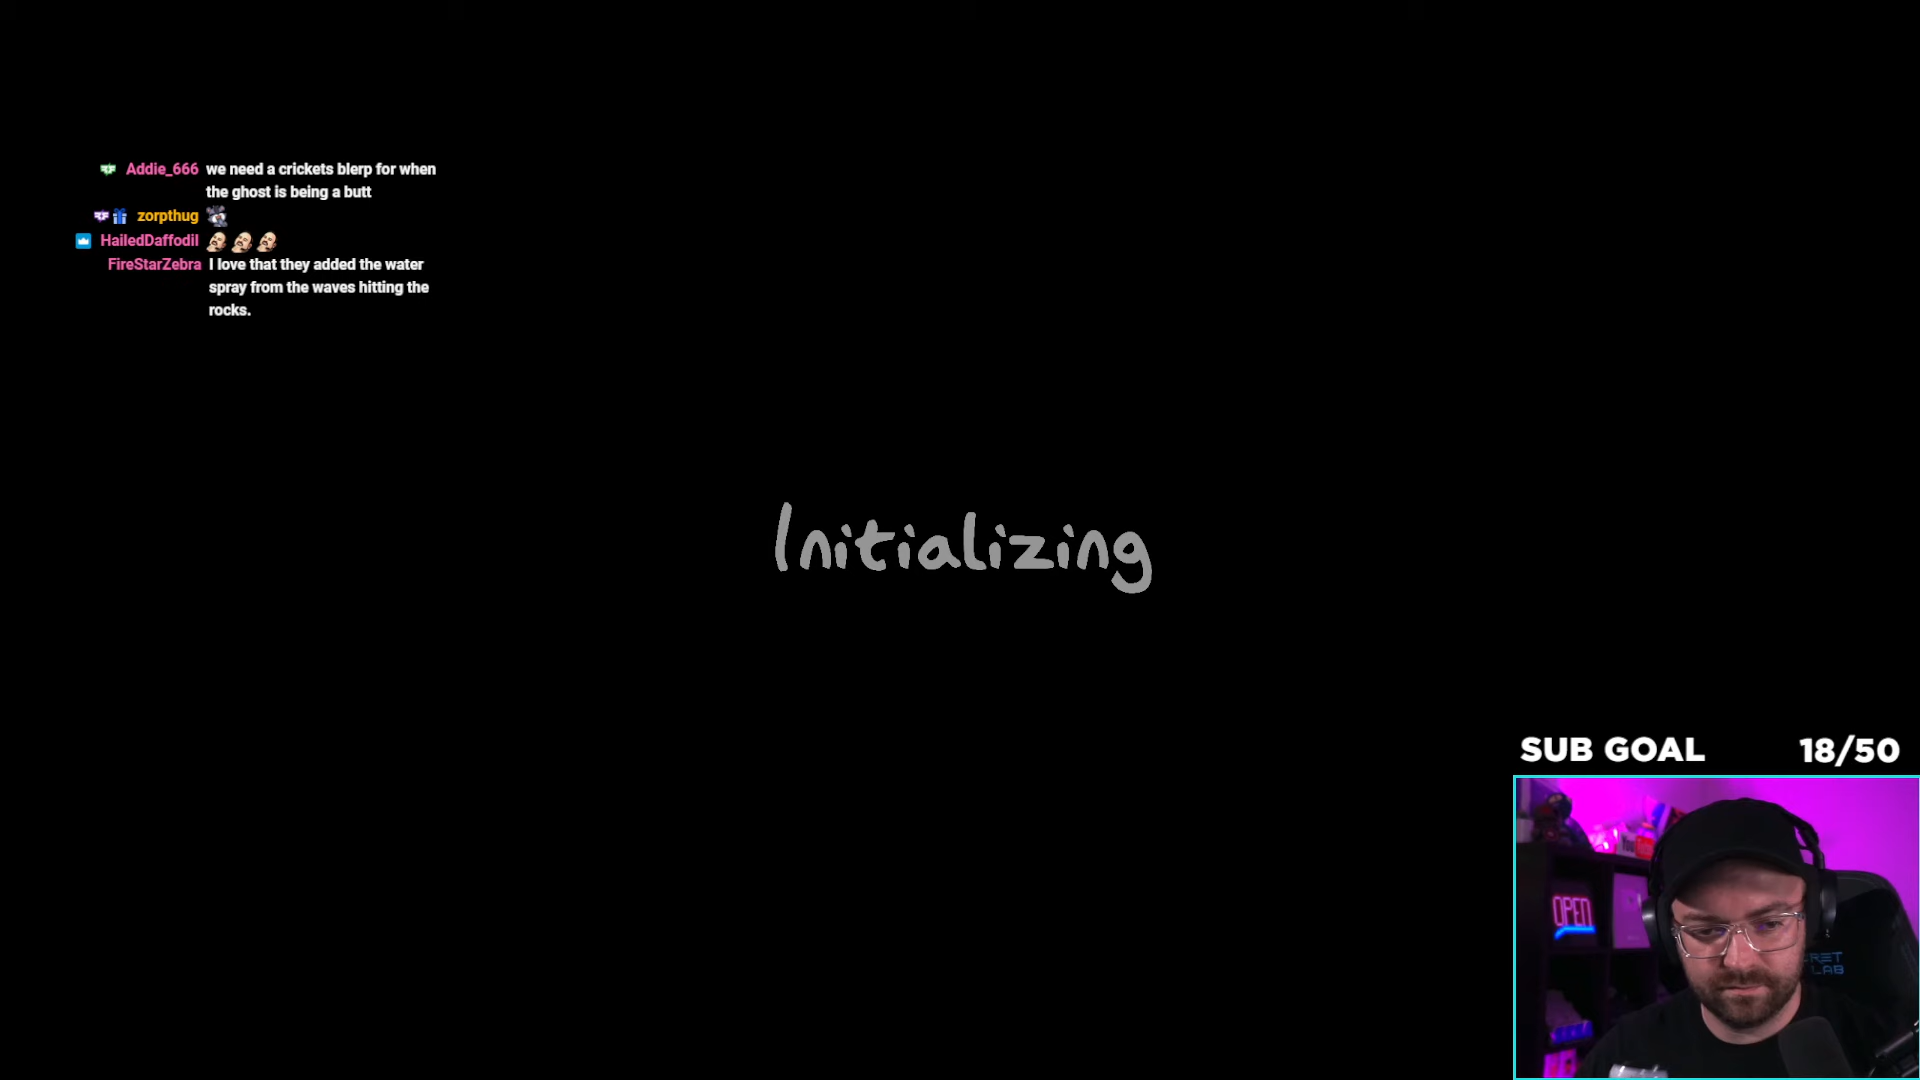 Addie_666 we need a crickets blerp for when
the ghost is being a butt
zorpthug
HailedDaffodil
FireStarZebra I love that they added the water
spray from the waves hitting the
rocks.
Initializing
SUB GOAL 18/50
OPEN